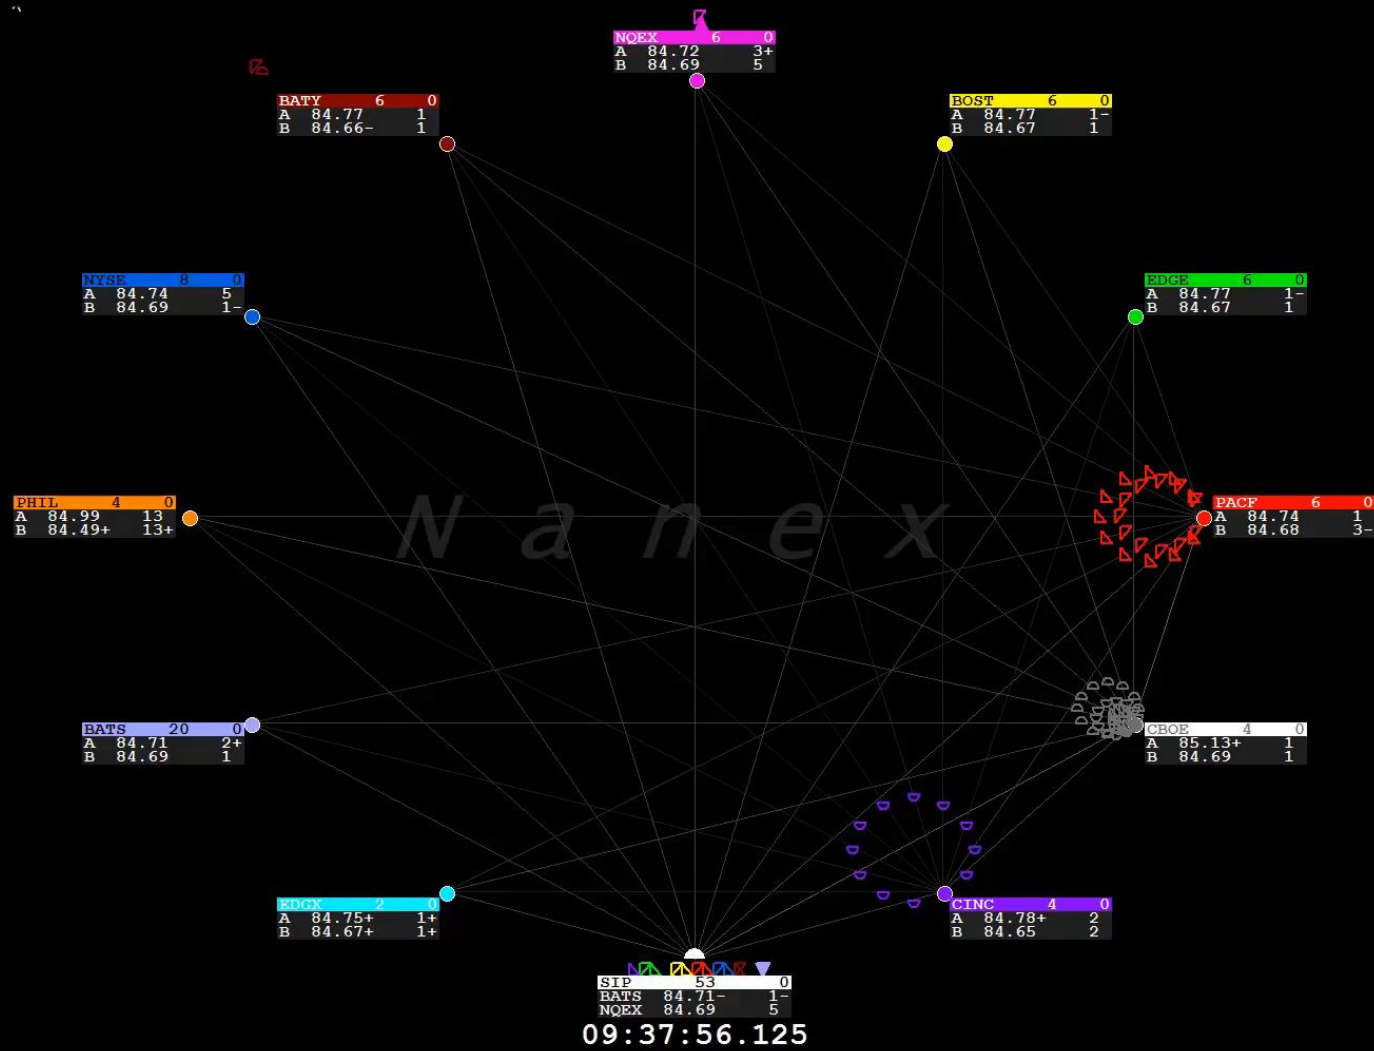 NQEX 6 0
A 84.72 3+
B 84.69 5
BATY 6 0
A 84.77 1
B 84.66- 1
BOST 6 0
A 84.77 1-
B 84.67 1
NYSE 8 0
A 84.74 5
B 84.69 1-
EDGE 6 0
A 84.77 1-
B 84.67 1
PHIL 4 0
A 84.99 13
B 84.49+ 13+
Nanex
PACF 6 0
A 84.74 1
B 84.68 3-
BATS 20 0
A 84.71 2+
B 84.69 1
CBOE 4 0
A 85.13+ 1
B 84.69 1
EDGX 2 0
A 84.75+ 1+
B 84.67+ 1+
CINC 4 0
A 84.78+ 2
B 84.65 2
SIP 53 0
BATS 84.71- 1-
NQEX 84.69 5
09:37:56.125